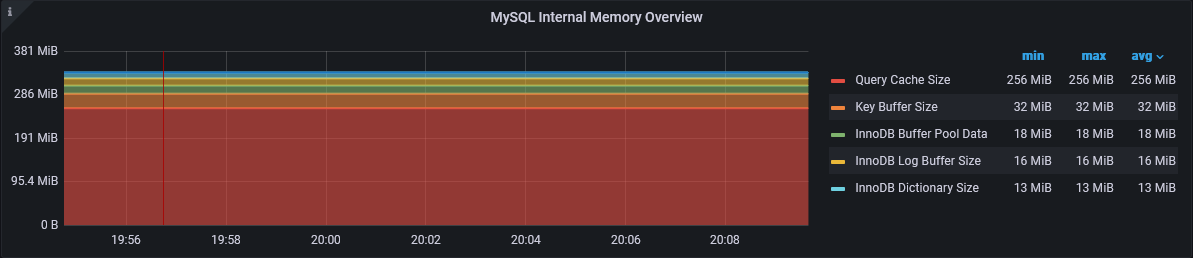 i
MySQL Internal Memory Overview
381 MiB
286 MiB
191 MiB
95.4 MiB
0 B
19:56 19:58 20:00 20:02 20:04 20:06 20:08
min max avg
Query Cache Size 256 MiB 256 MiB 256 MiB
Key Buffer Size 32 MiB 32 MiB 32 MiB
InnoDB Buffer Pool Data 18 MiB 18 MiB 18 MiB
InnoDB Log Buffer Size 16 MiB 16 MiB 16 MiB
InnoDB Dictionary Size 13 MiB 13 MiB 13 MiB